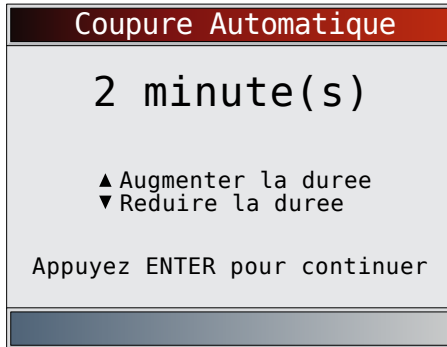 Coupure Automatique
2 minute(s)
▲ Augmenter la duree
▼ Reduire la duree
Appuyez ENTER pour continuer